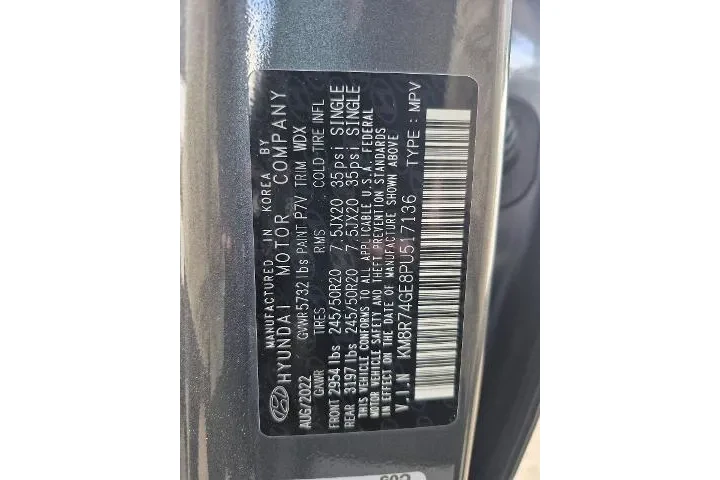 MANUFACTURED IN KOREA BY
HYUNDAI MOTOR COMPANY
AUG/2022 GVWR 5732 lbs PAINT P7V TRIM WDX
GAWR TIRES RIMS COLD TIRE INFL
FRONT 2954 lbs 245/50R20 7.5JX20 35psi SINGLE
REAR 3197 lbs 245/50R20 7.5JX20 35psi SINGLE
THIS VEHICLE CONFORMS TO ALL APPLICABLE U.S.A. FEDERAL
MOTOR VEHICLE SAFETY AND THEFT PREVENTION STANDARDS
IN EFFECT ON THE DATE OF MANUFACTURE SHOWN ABOVE
V.I.N KM8R74GE8PU517136 TYPE : MPV